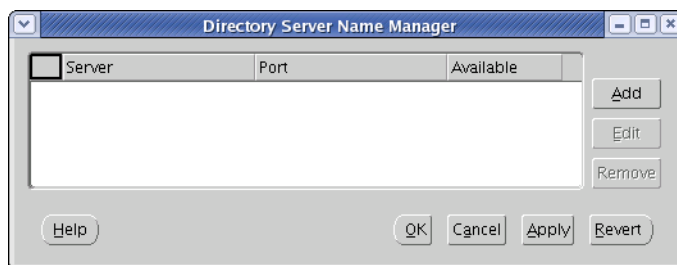 Directory Server Name Manager
Server Port Available
Add
Edit
Remove
Help OK Cancel Apply Revert